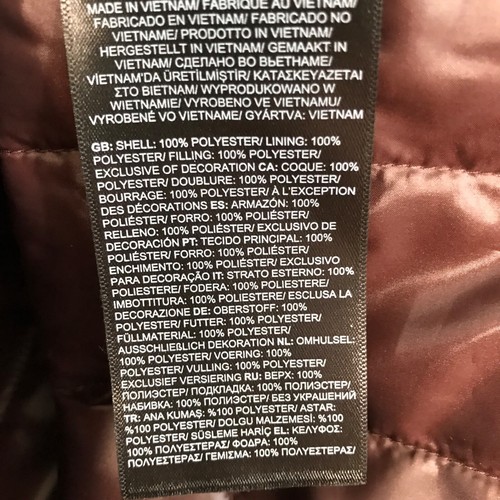 MADE IN VIETNAM/ FABRIQUÉ AU VIETNAM/
FABRICADO EN VIETNAM/ FABRICADO NO
VIETNAME/ PRODOTTO IN VIETNAM/
HERGESTELLT IN VIETNAM/ GEMAAKT IN
VIETNAM/ СДЕЛАНО ВО ВЬЕТНАМЕ/
VİETNAM'DA ÜRETİLMİŞTİR/ ΚΑΤΑΣΚΕΥΑΖΕΤΑΙ
ΣΤΟ ΒΙΕΤΝΑΜ/ WYPRODUKOWANO W
WIETNAMIE/ VYROBENO VE VIETNAMU/
VYROBENÉ VO VIETNAME/ GYÁRTVA: VIETNAM
GB: SHELL: 100% POLYESTER/ LINING: 100%
POLYESTER/ FILLING: 100% POLYESTER/
EXCLUSIVE OF DECORATION CA: COQUE: 100%
POLYESTER/ DOUBLURE: 100% POLYESTER/
BOURRAGE: 100% POLYESTER/ À L'EXCEPTION
DES DÉCORATIONS ES: ARMAZÓN: 100%
POLIÉSTER/ FORRO: 100% POLIÉSTER/
RELLENO: 100% POLIÉSTER/ EXCLUSIVO DE
DECORACIÓN PT: TECIDO PRINCIPAL: 100%
POLIÉSTER/ FORRO: 100% POLIÉSTER/
ENCHIMENTO: 100% POLIÉSTER/ EXCLUSIVO
PARA DECORAÇÃO IT: STRATO ESTERNO: 100%
POLIESTERE/ FODERA: 100% POLIESTERE/
IMBOTTITURA: 100% POLIESTERE/ ESCLUSA LA
DECORAZIONE DE: OBERSTOFF: 100%
POLYESTER/ FUTTER: 100% POLYESTER/
FÜLLMATERIAL: 100% POLYESTER/
AUSSCHLIEßLICH DEKORATION NL: OMHULSEL:
100% POLYESTER/ VOERING: 100%
POLYESTER/ VULLING: 100% POLYESTER/
EXCLUSIEF VERSIERING RU: ВЕРХ: 100%
ПОЛИЭСТЕР/ ПОДКЛАДКА: 100% ПОЛИЭСТЕР/
НАБИВКА: 100% ПОЛИЭСТЕР/ БЕЗ УКРАШЕНИЙ
TR: ANA KUMAŞ: %100 POLYESTER/ ASTAR:
%100 POLYESTER/ DOLGU MALZEMESİ: %100
POLYESTER/ SÜSLEME HARİÇ EL: ΚΕΛΥΦΟΣ:
100% ΠΟΛΥΕΣΤΕΡΑΣ/ ΦΟΔΡΑ: 100%
ΠΟΛΥΕΣΤΕΡΑΣ/ ΓΕΜΙΣΜΑ: 100% ΠΟΛΥΕΣΤΕΡΑΣ/